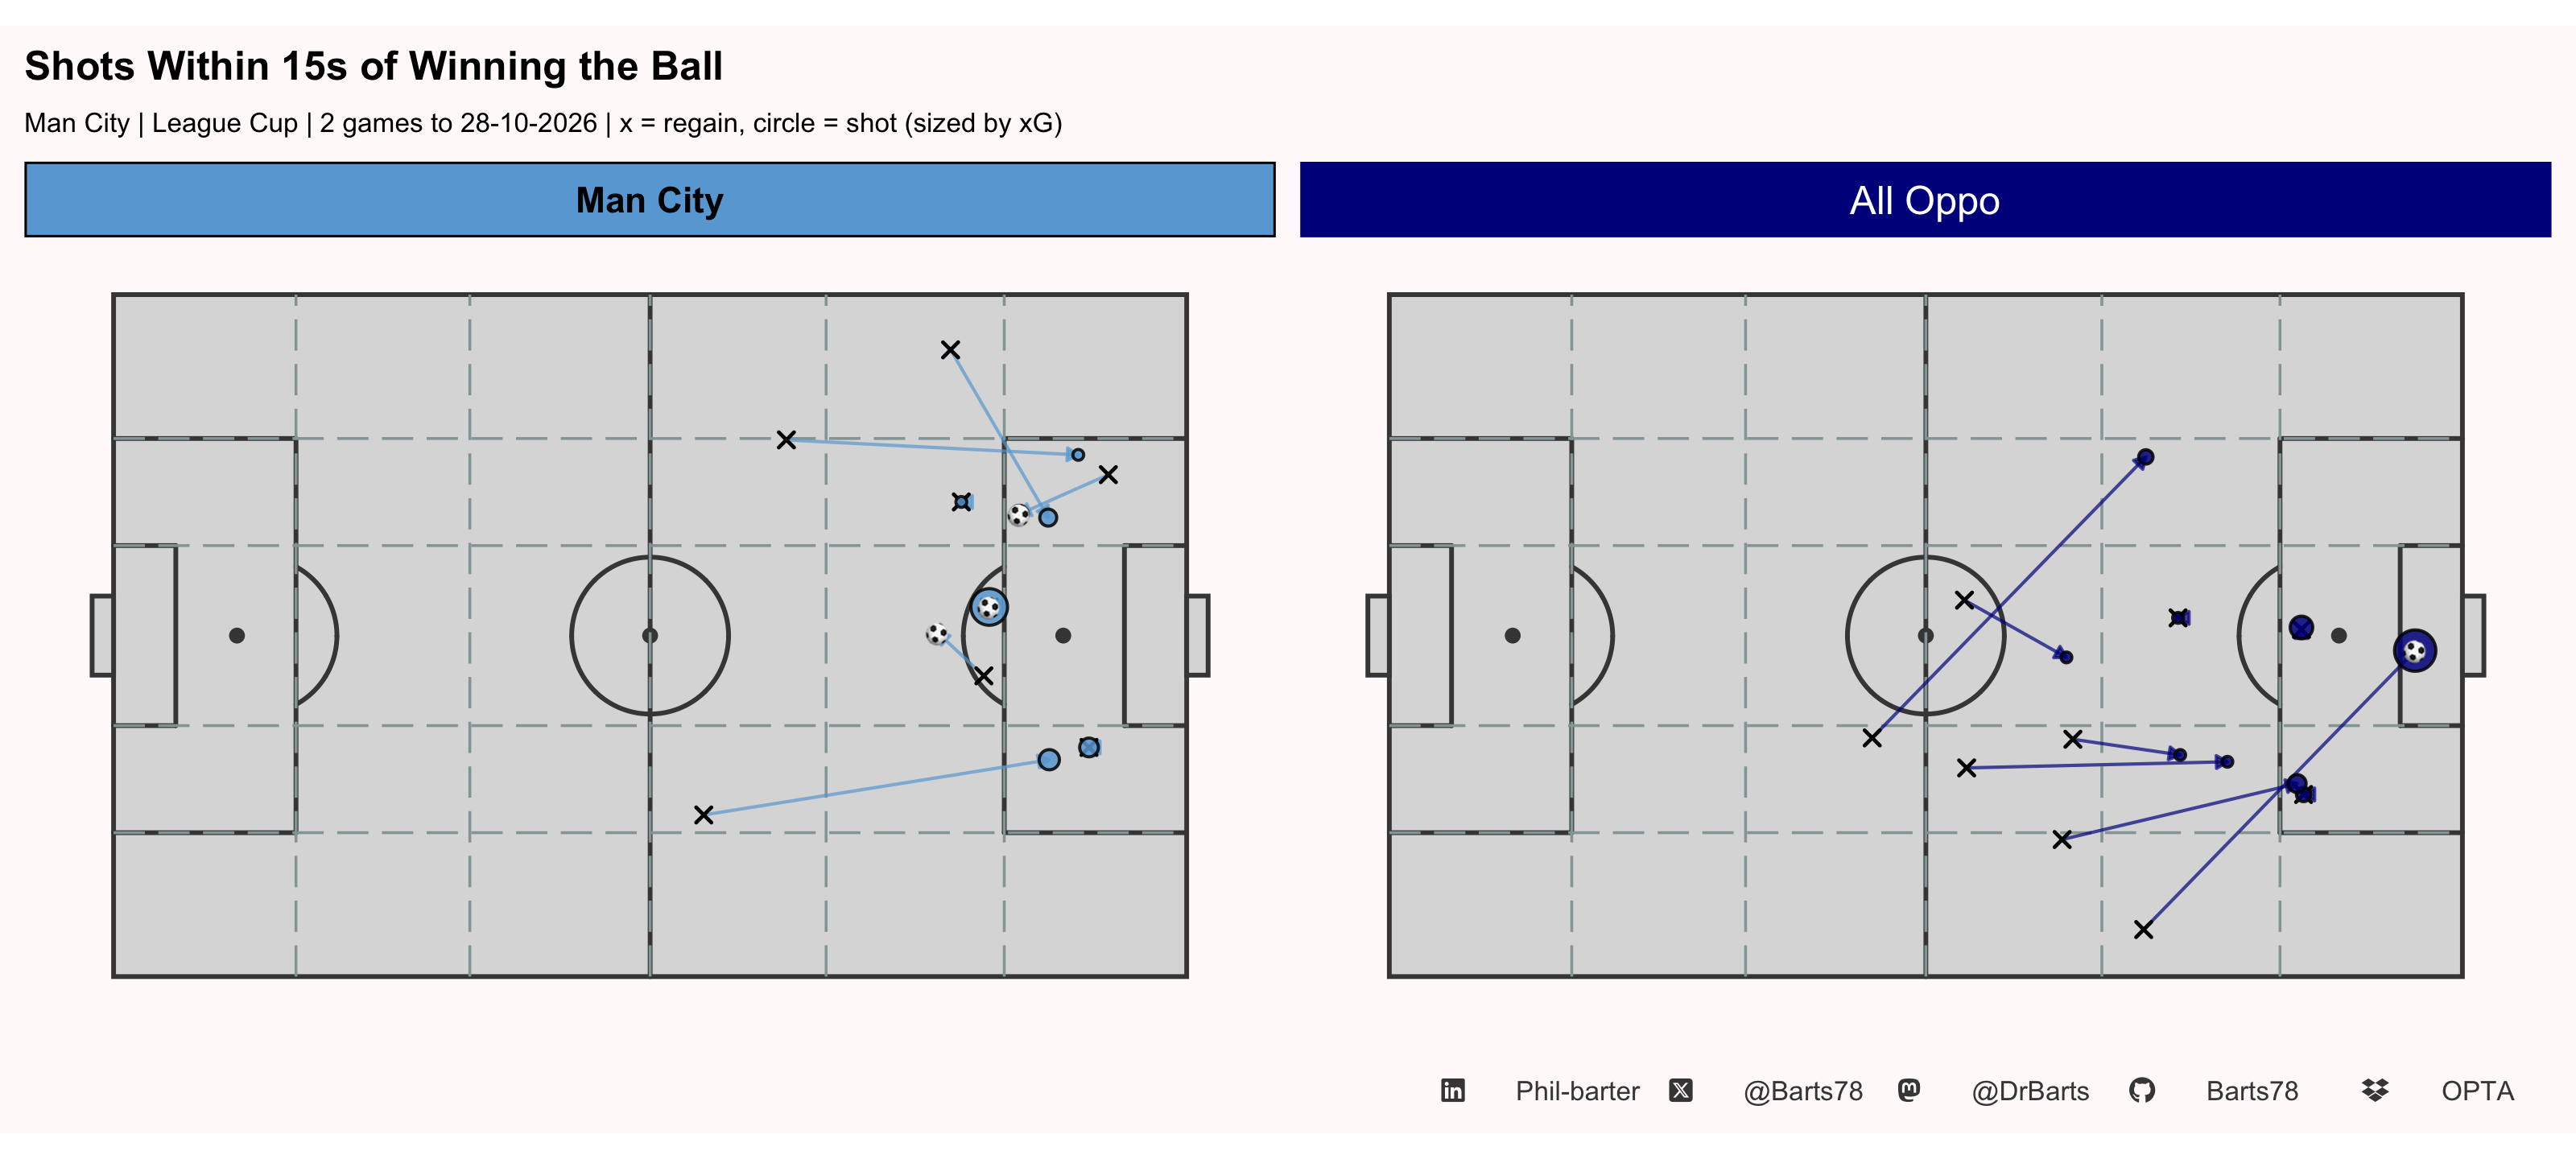 Shots Within 15s of Winning the Ball
Man City | League Cup | 2 games to 28-10-2026 | x = regain, circle = shot (sized by xG)
Man City
All Oppo
Phil-barter @Barts78 @DrBarts Barts78 OPTA